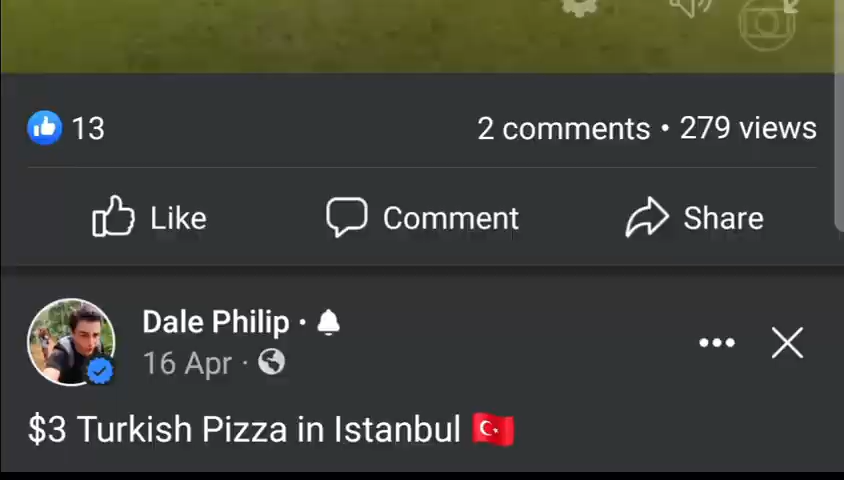 13
2 comments • 279 views
Like Comment Share
Dale Philip ·
16 Apr ·
$3 Turkish Pizza in Istanbul 🇹🇷